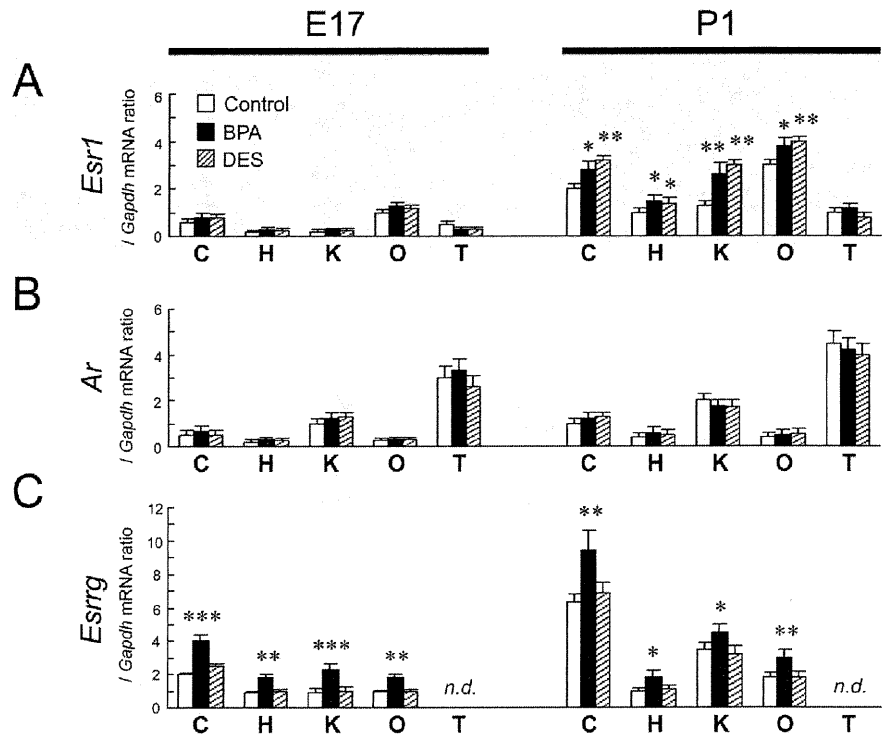 E17 P1
A
Esr1
/ Gapdh mRNA ratio
6
4
2
0
Control
BPA
DES
* ** * * ** ** * **
C H K O T C H K O T
B
Ar
/ Gapdh mRNA ratio
6
4
2
0
C H K O T C H K O T
C
Esrrg
/ Gapdh mRNA ratio
12
10
8
6
4
2
0
*** ** *** ** n.d. ** * * ** n.d.
C H K O T C H K O T